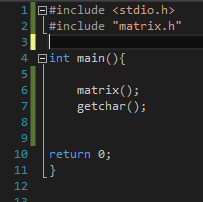 1 #include <stdio.h>
2 #include "matrix.h"
3
4 int main(){
5
6 matrix();
7 getchar();
8
9
10 return 0;
11 }
12
13